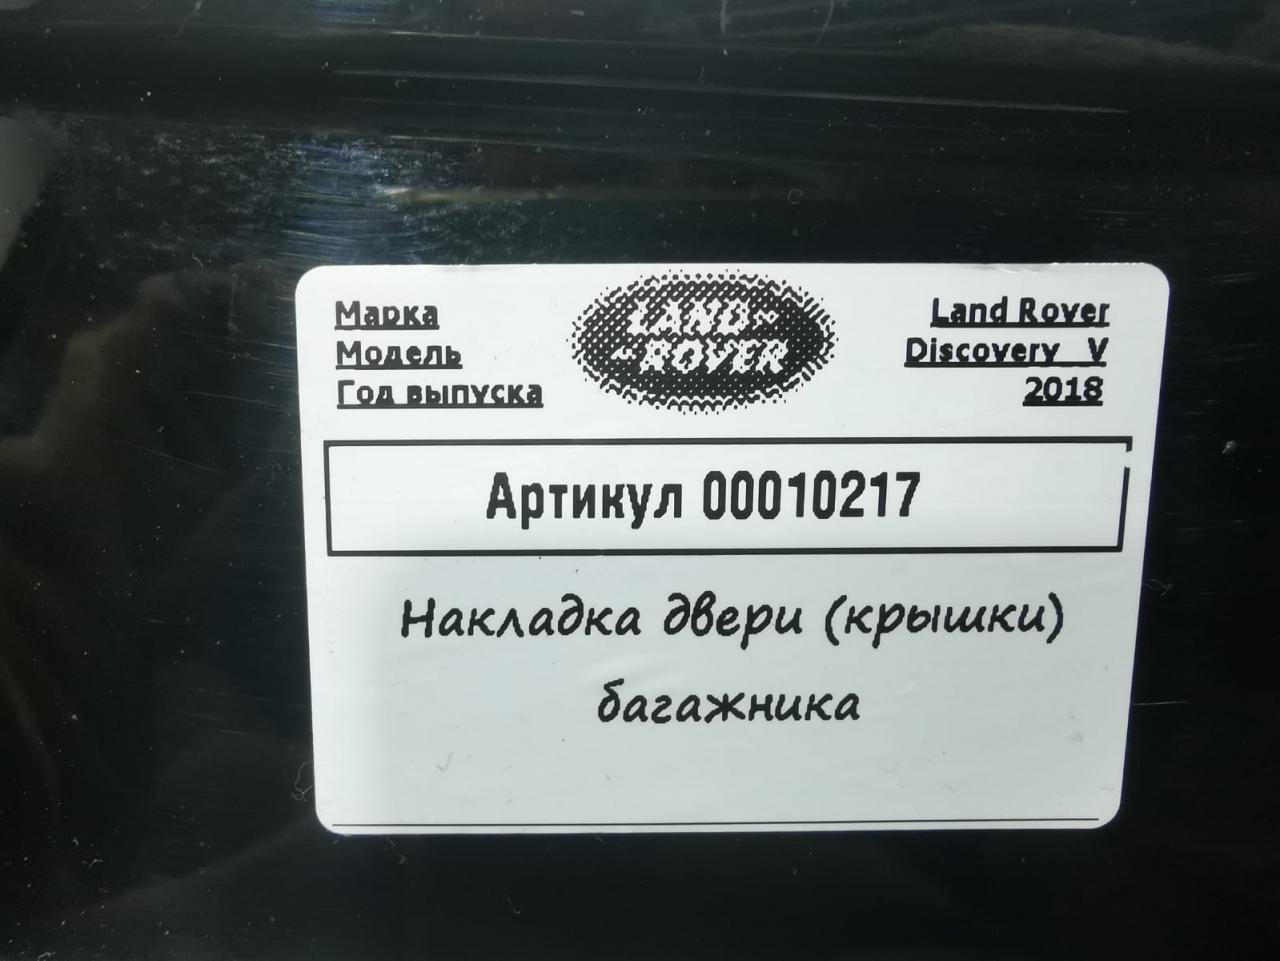 Марка LAND- Land Rover
Модель -ROVER Discovery V
Год выпуска 2018
Артикул 00010217
Накладка двери (крышки)
багажника